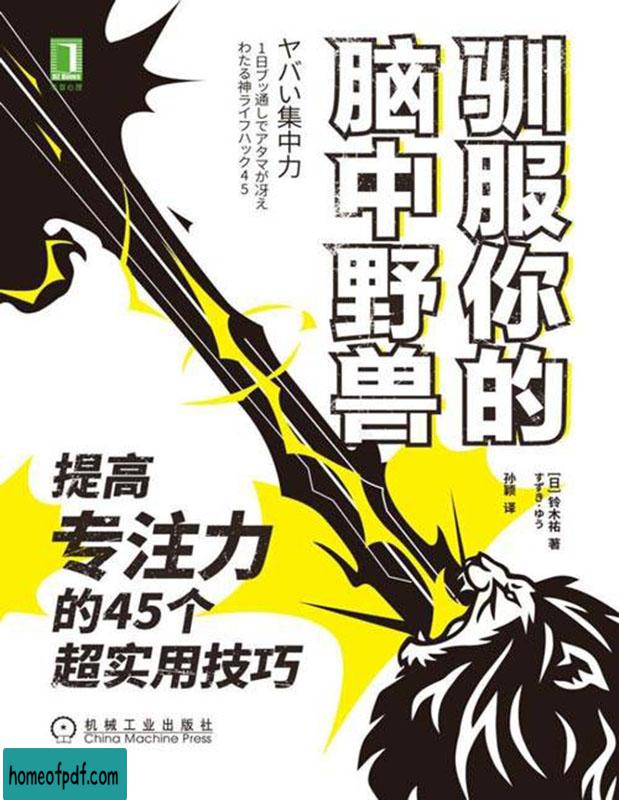 驯服你的
脑中野兽
ヤバい集中力
1日ブッ通しでアタマが冴え
わたる神ライフハック45
[日]铃木祐 著
すずき・ゆう
孙颖 译
提高
专注力
的45个
超实用技巧
机械工业出版社
China Machine Press
homeofpdf.com